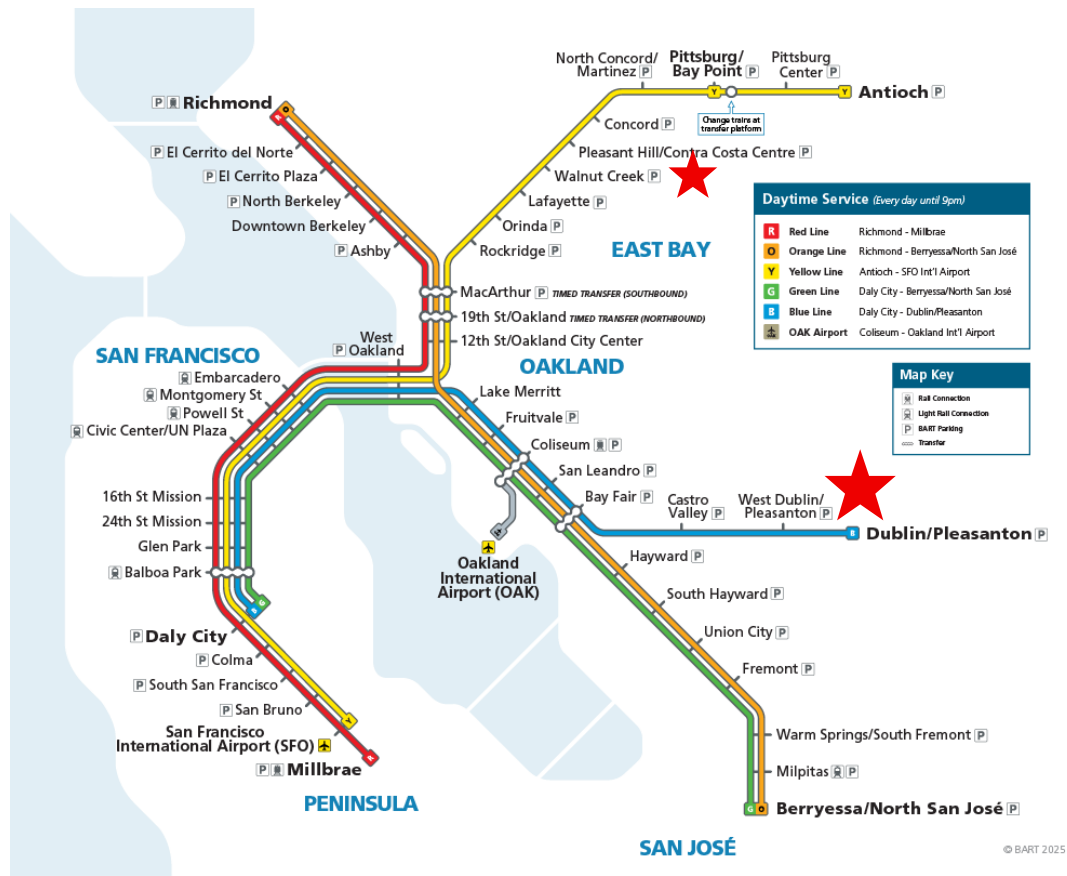 North Concord/
Martinez P
Pittsburg/
Bay Point P
Pittsburg
Center P
Y
Y
Antioch P
Change trains at
transfer platform
P Richmond
O
R
Concord P
P El Cerrito del Norte
Pleasant Hill/Contra Costa Centre P
P El Cerrito Plaza
Walnut Creek P
P North Berkeley
Lafayette P
Downtown Berkeley
Orinda P
P Ashby
Rockridge P
EAST BAY
Daytime Service (Every day until 9pm)
R Red Line Richmond - Millbrae
O Orange Line Richmond - Berryessa/North San José
Y Yellow Line Antioch - SFO Int'l Airport
G Green Line Daly City - Berryessa/North San José
B Blue Line Daly City - Dublin/Pleasanton
OAK Airport Coliseum - Oakland Int'l Airport
MacArthur P TIMED TRANSFER (SOUTHBOUND)
19th St/Oakland TIMED TRANSFER (NORTHBOUND)
12th St/Oakland City Center
West
P Oakland
SAN FRANCISCO
OAKLAND
Map Key
Rail Connection
Light Rail Connection
P BART Parking
Transfer
Embarcadero
Montgomery St
Powell St
Civic Center/UN Plaza
Lake Merritt
Fruitvale P
Coliseum P
San Leandro P
Bay Fair P
Castro
Valley P
West Dublin/
Pleasanton P
B
Dublin/Pleasanton P
16th St Mission
24th St Mission
Glen Park
Balboa Park
Oakland
International
Airport (OAK)
Hayward P
South Hayward P
Union City P
Fremont P
G
B
P Daly City
P Colma
P South San Francisco
P San Bruno
Y
San Francisco
International Airport (SFO)
R
P Millbrae
PENINSULA
Warm Springs/South Fremont P
Milpitas P
G
O
Berryessa/North San José P
SAN JOSÉ
© BART 2025